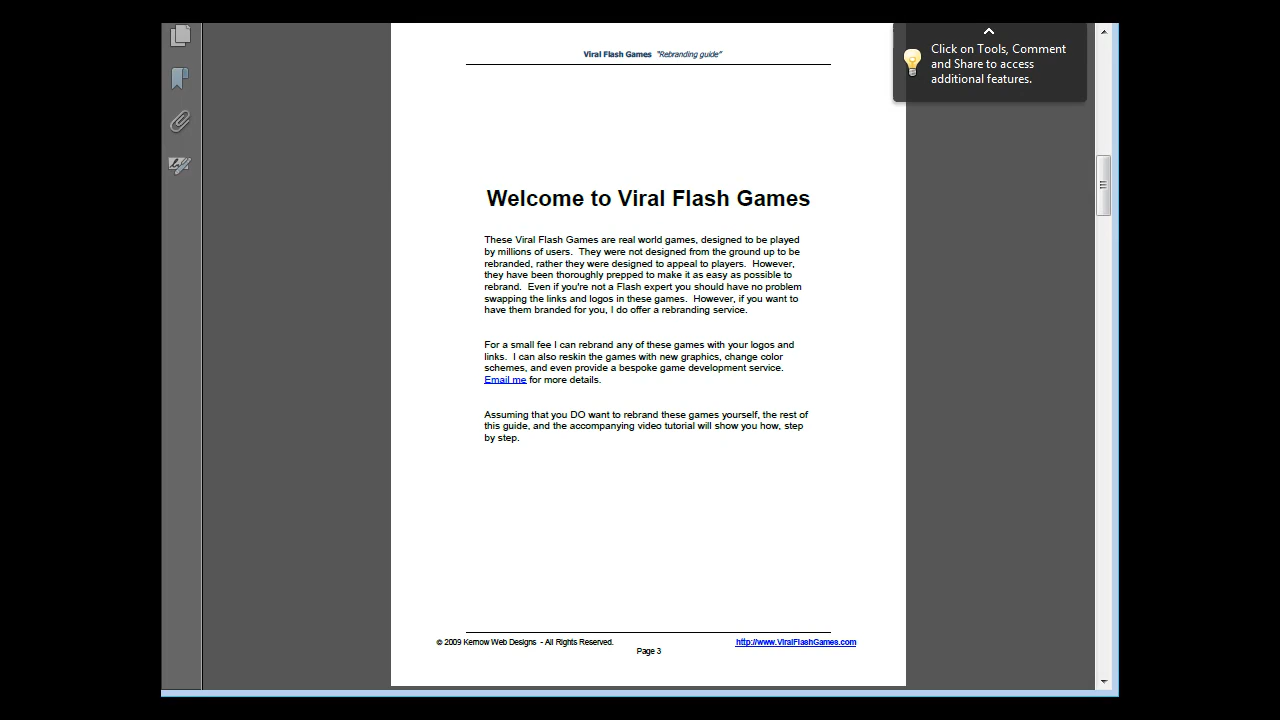 Viral Flash Games "Rebranding guide"
Click on Tools, Comment
and Share to access
additional features.
Welcome to Viral Flash Games
These Viral Flash Games are real world games, designed to be played
by millions of users.  They were not designed from the ground up to be
rebranded, rather they were designed to appeal to players.  However,
they have been thoroughly prepped to make it as easy as possible to
rebrand.  Even if you're not a Flash expert you should have no problem
swapping the links and logos in these games.  However, if you want to
have them branded for you, I do offer a rebranding service.
For a small fee I can rebrand any of these games with your logos and
links.  I can also reskin the games with new graphics, change color
schemes, and even provide a bespoke game development service.
Email me for more details.
Assuming that you DO want to rebrand these games yourself, the rest of
this guide, and the accompanying video tutorial will show you how, step
by step.
© 2009 Kernow Web Designs - All Rights Reserved.
http://www.ViralFlashGames.com
Page 3